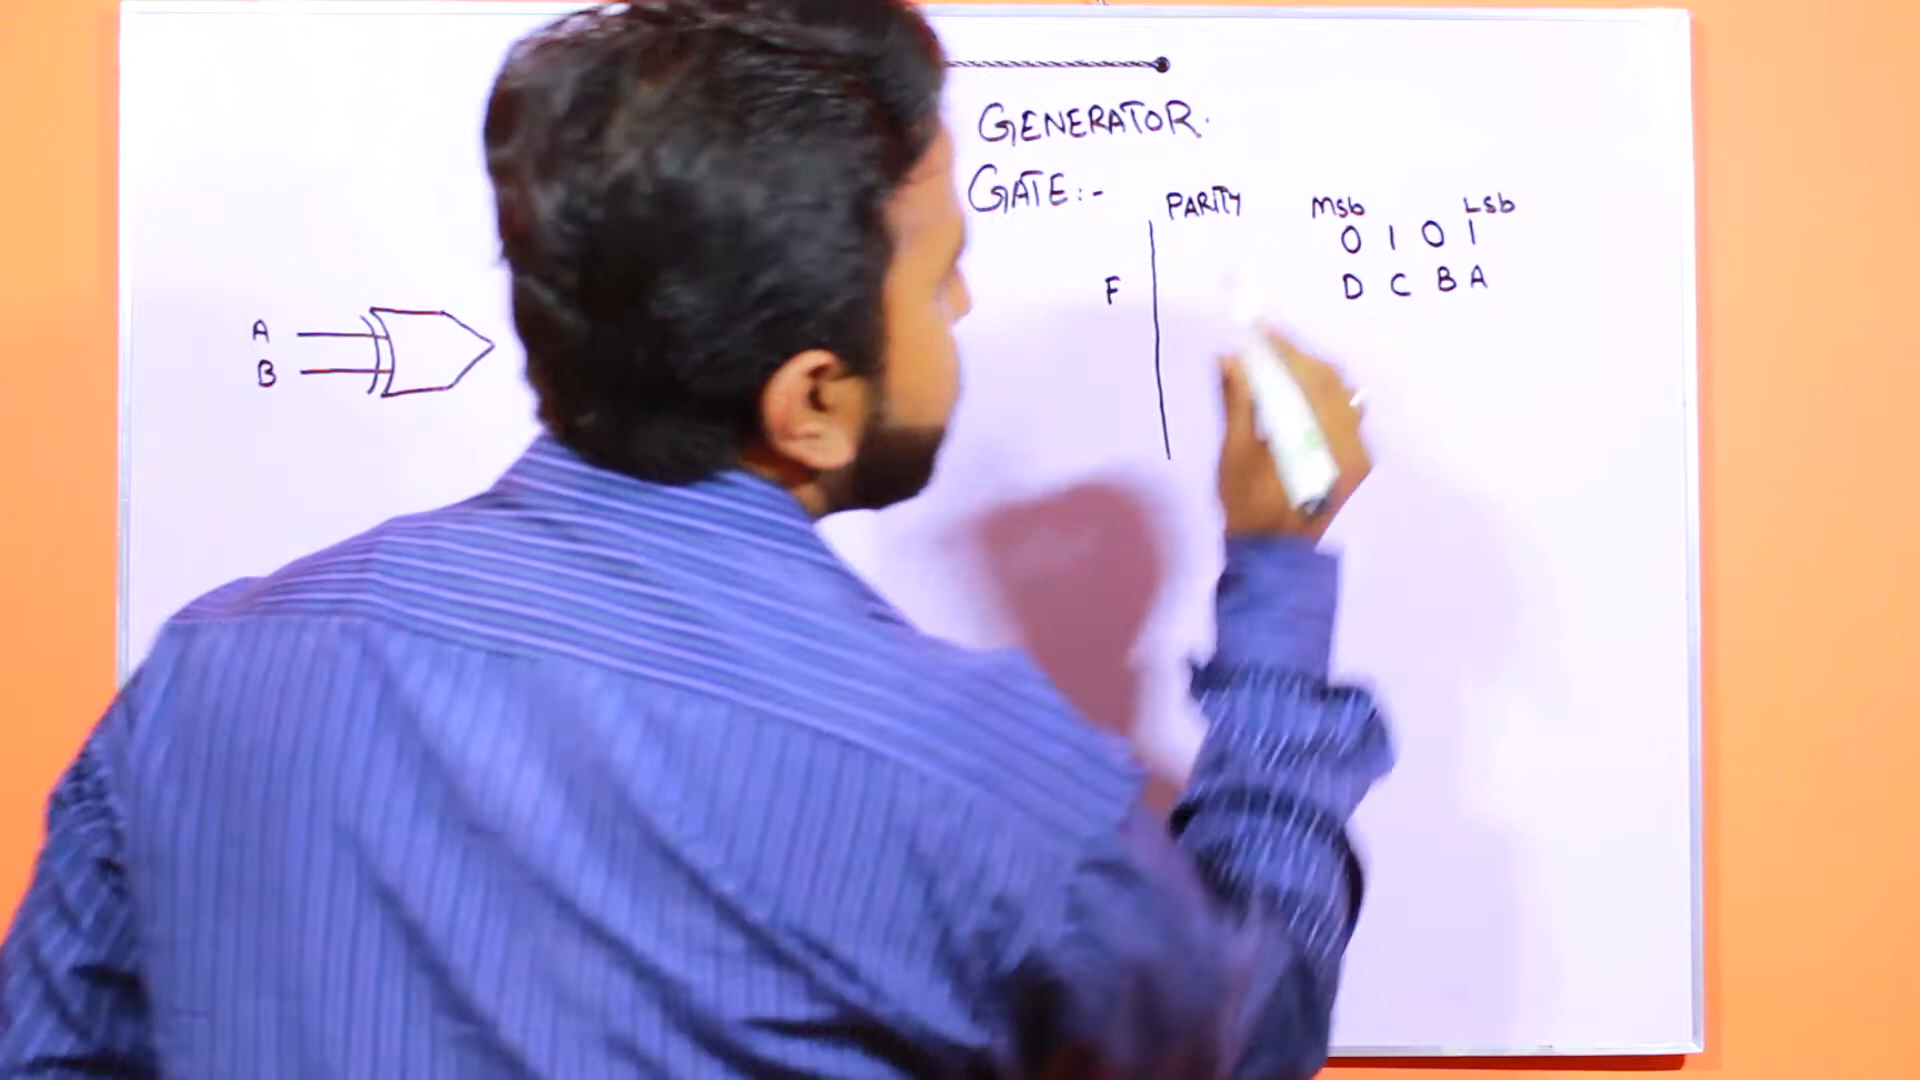 GENERATOR.
GATE:-
PARITY
Msb Lsb
0 1 0 1
D C B A
F
A
B